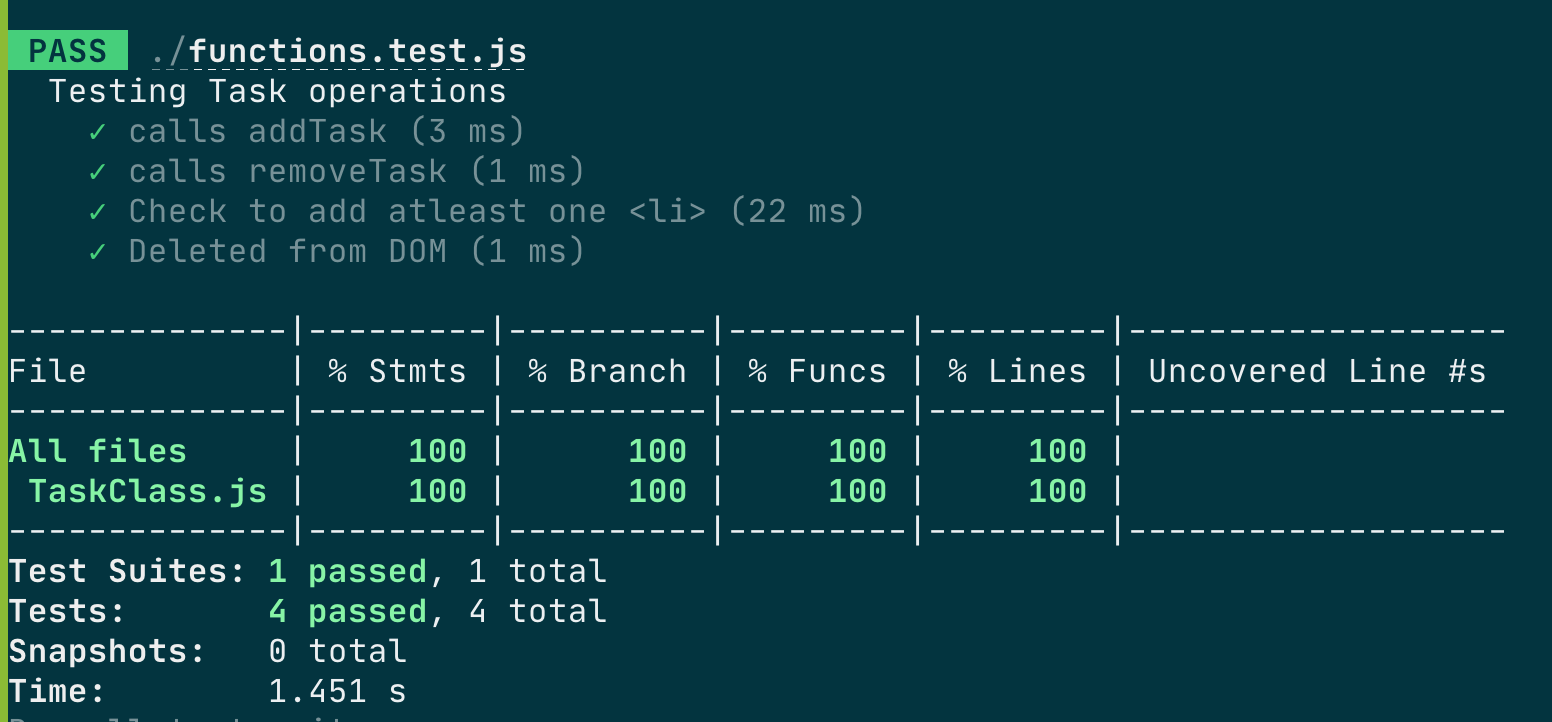 PASS ./functions.test.js
Testing Task operations
✓ calls addTask (3 ms)
✓ calls removeTask (1 ms)
✓ Check to add atleast one <li> (22 ms)
✓ Deleted from DOM (1 ms)
--------------|---------|----------|---------|---------|-------------------
File | % Stmts | % Branch | % Funcs | % Lines | Uncovered Line #s
--------------|---------|----------|---------|---------|-------------------
All files | 100 | 100 | 100 | 100 |
TaskClass.js | 100 | 100 | 100 | 100 |
--------------|---------|----------|---------|---------|-------------------
Test Suites: 1 passed, 1 total
Tests: 4 passed, 4 total
Snapshots: 0 total
Time: 1.451 s